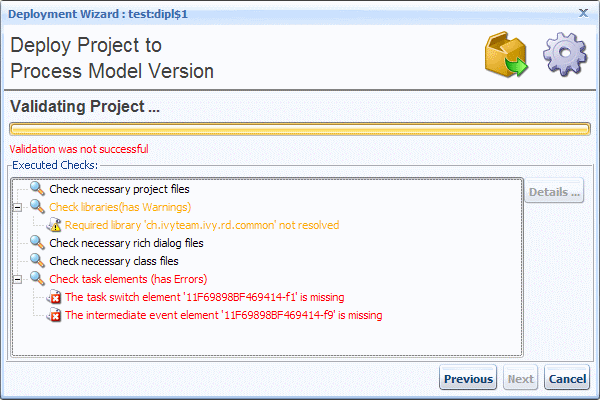 Deployment Wizard : test:dipl$1
Deploy Project to
Process Model Version
Validating Project ...
Validation was not successful
Executed Checks:
Check necessary project files
Details ...
Check libraries(has Warnings)
Required library 'ch.ivyteam.ivy.rd.common' not resolved
Check necessary rich dialog files
Check necessary class files
Check task elements (has Errors)
The task switch element '11F69898BF469414-f1' is missing
The intermediate event element '11F69898BF469414-f9' is missing
Previous Next Cancel